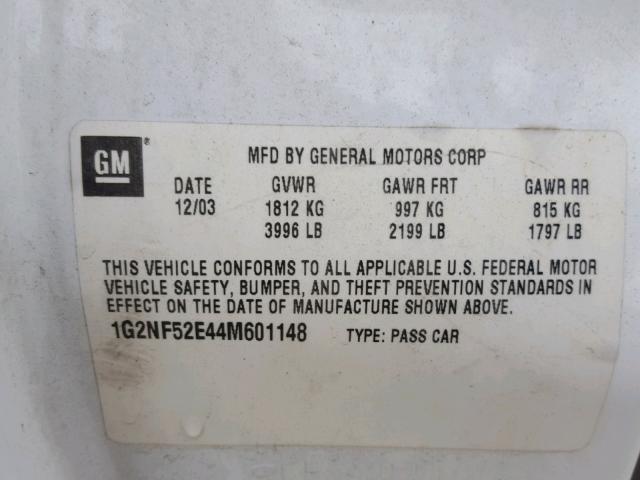 GM®
MFD BY GENERAL MOTORS CORP
DATE GVWR GAWR FRT GAWR RR
12/03 1812 KG 997 KG 815 KG
3996 LB 2199 LB 1797 LB
THIS VEHICLE CONFORMS TO ALL APPLICABLE U.S. FEDERAL MOTOR
VEHICLE SAFETY, BUMPER, AND THEFT PREVENTION STANDARDS IN
EFFECT ON THE DATE OF MANUFACTURE SHOWN ABOVE.
1G2NF52E44M601148 TYPE: PASS CAR